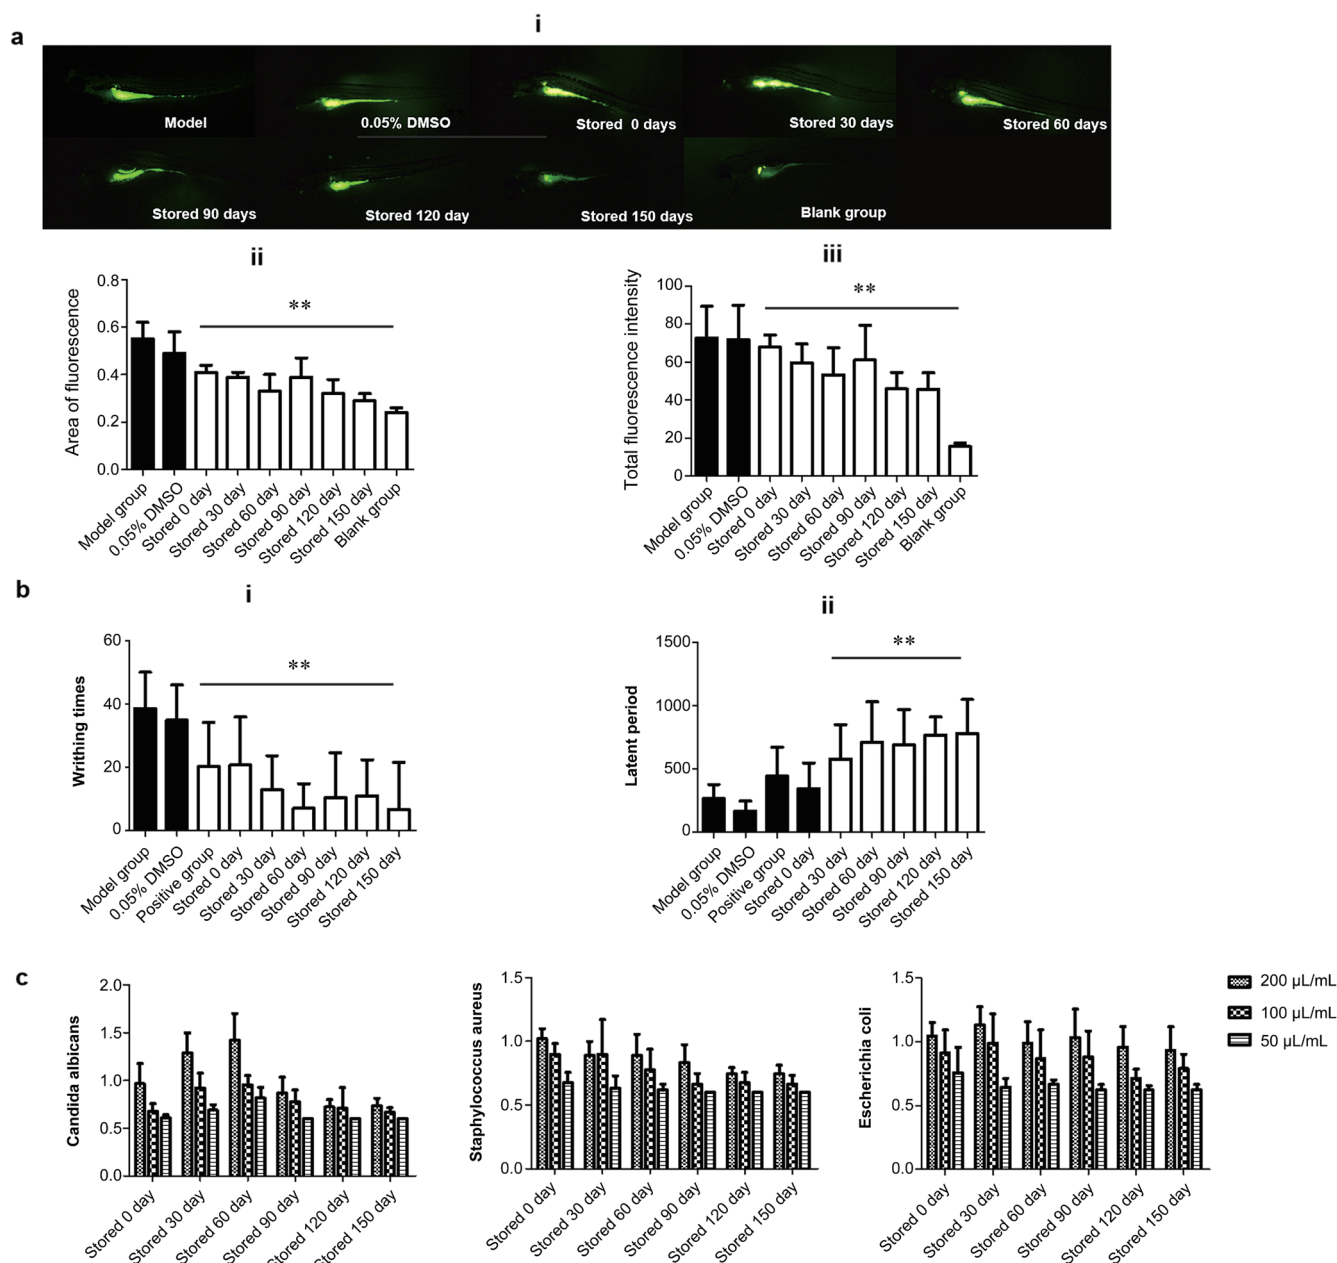 a
i
Model
0.05% DMSO
Stored 0 days
Stored 30 days
Stored 60 days
Stored 90 days
Stored 120 day
Stored 150 days
Blank group
ii
Area of fluorescence
0.8
0.6
0.4
0.2
0.0
**
Model group
0.05% DMSO
Stored 0 day
Stored 30 day
Stored 60 day
Stored 90 day
Stored 120 day
Stored 150 day
Blank group
iii
Total fluorescence intensity
100
80
60
40
20
0
**
Model group
0.05% DMSO
Stored 0 day
Stored 30 day
Stored 60 day
Stored 90 day
Stored 120 day
Stored 150 day
Blank group
b
i
Writhing times
60
40
20
0
**
Model group
0.05% DMSO
Positive group
Stored 0 day
Stored 30 day
Stored 60 day
Stored 90 day
Stored 120 day
Stored 150 day
ii
Latent period
1500
1000
500
0
**
Model group
0.05% DMSO
Positive group
Stored 0 day
Stored 30 day
Stored 60 day
Stored 90 day
Stored 120 day
Stored 150 day
c
Candida albicans
2.0
1.5
1.0
0.5
0.0
Stored 0 day
Stored 30 day
Stored 60 day
Stored 90 day
Stored 120 day
Stored 150 day
Staphylococcus aureus
1.5
1.0
0.5
0.0
Stored 0 day
Stored 30 day
Stored 60 day
Stored 90 day
Stored 120 day
Stored 150 day
Escherichia coli
1.5
1.0
0.5
0.0
Stored 0 day
Stored 30 day
Stored 60 day
Stored 90 day
Stored 120 day
Stored 150 day
200 µL/mL
100 µL/mL
50 µL/mL